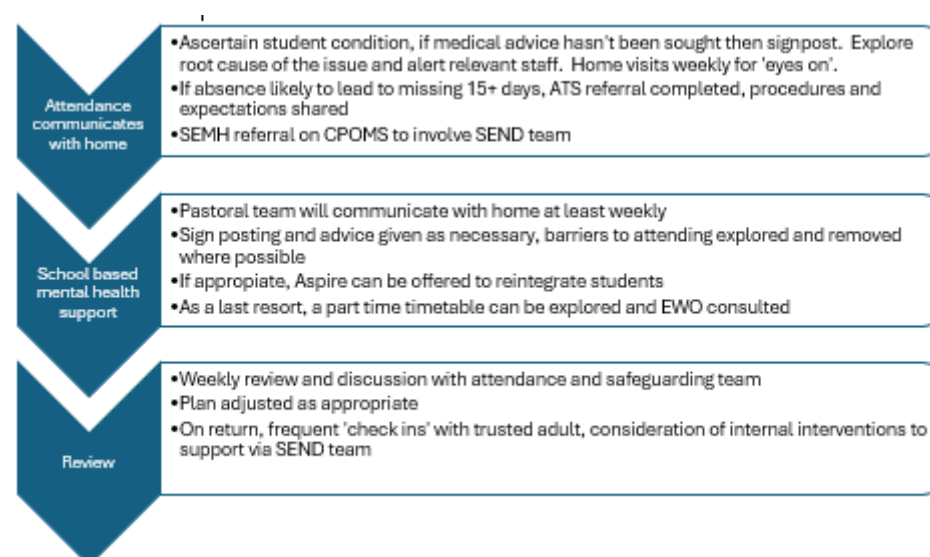 Attendance
communicates
with home
•Ascertain student condition, if medical advice hasn't been sought then signpost. Explore
root cause of the issue and alert relevant staff. Home visits weekly for 'eyes on'.
•If absence likely to lead to missing 15+ days, ATS referral completed, procedures and
expectations shared
•SEMH referral on CPOMS to involve SEND team
School based
mental health
support
•Pastoral team will communicate with home at least weekly
•Sign posting and advice given as necessary, barriers to attending explored and removed
where possible
•If appropiate, Aspire can be offered to reintegrate students
•As a last resort, a part time timetable can be explored and EWO consulted
Review
•Weekly review and discussion with attendance and safeguarding team
•Plan adjusted as appropriate
•On return, frequent 'check ins' with trusted adult, consideration of internal interventions to
support via SEND team